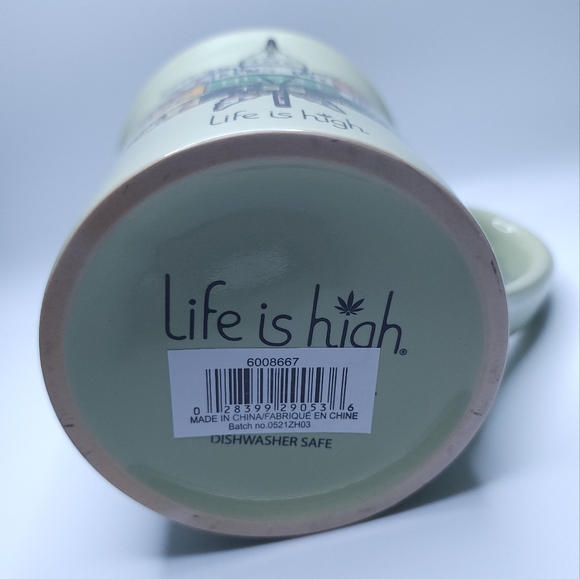 Life is high.
Life is high®
6008667
0 28399 29053 6
MADE IN CHINA/FABRIQUÉ EN CHINE
Batch no.0521ZH03
DISHWASHER SAFE